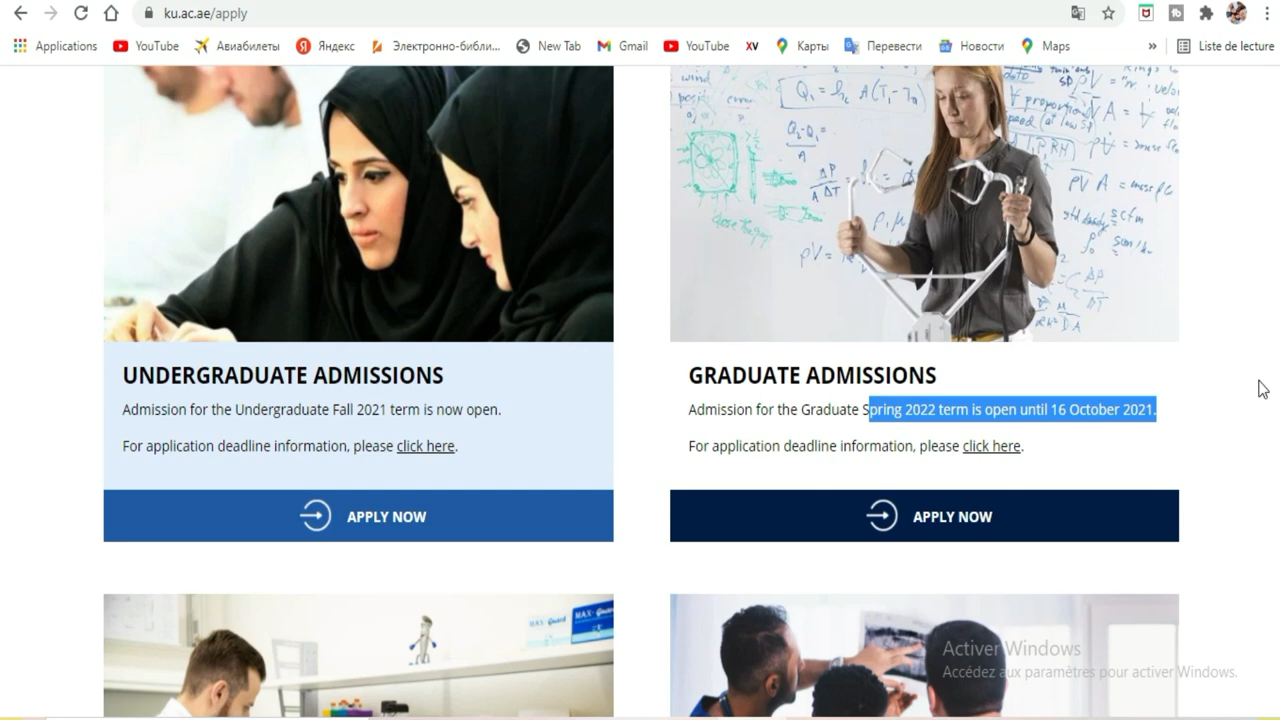 ku.ac.ae/apply
Applications YouTube Авиабилеты Яндекс Электронно-библи... New Tab Gmail YouTube XV Карты Перевести Новости Maps » Liste de lecture
UNDERGRADUATE ADMISSIONS
Admission for the Undergraduate Fall 2021 term is now open.
For application deadline information, please click here.
APPLY NOW
GRADUATE ADMISSIONS
Admission for the Graduate Spring 2022 term is open until 16 October 2021.
For application deadline information, please click here.
APPLY NOW
Activer Windows
Accédez aux paramètres pour activer Windows.